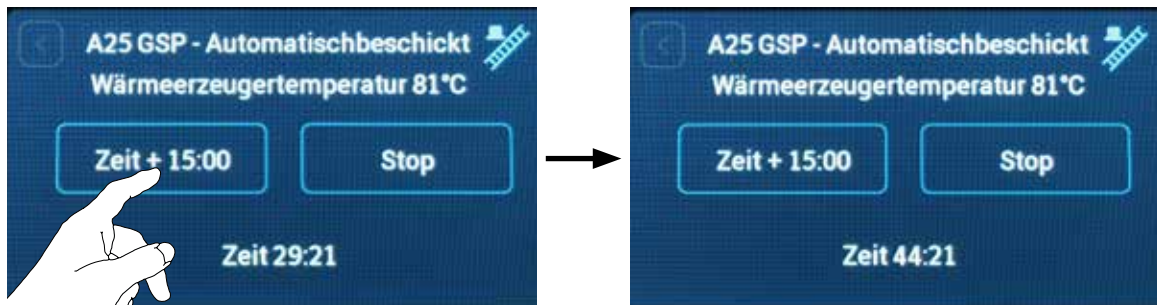 A25 GSP - Automatischbeschickt
Wärmeerzeugertemperatur 81°C
Zeit + 15:00
Stop
Zeit 29:21
A25 GSP - Automatischbeschickt
Wärmeerzeugertemperatur 81°C
Zeit + 15:00
Stop
Zeit 44:21